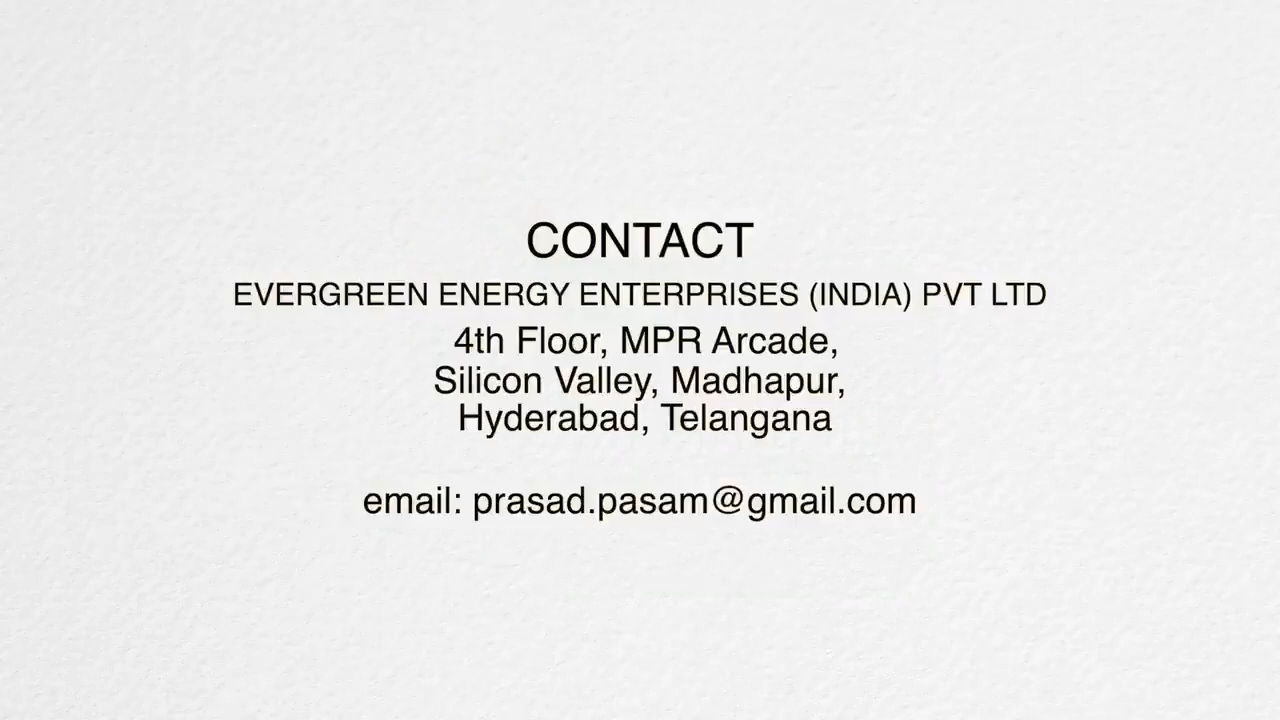 CONTACT
EVERGREEN ENERGY ENTERPRISES (INDIA) PVT LTD
4th Floor, MPR Arcade,
Silicon Valley, Madhapur,
Hyderabad, Telangana
email: prasad.pasam@gmail.com